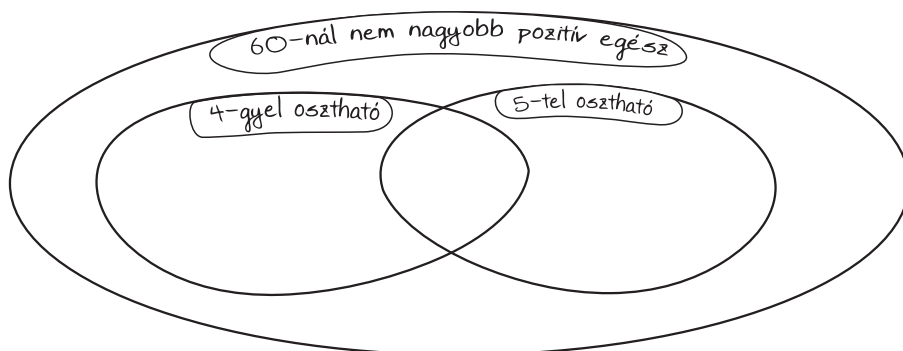 60-nál nem nagyobb pozitív egész
4-gyel osztható
5-tel osztható